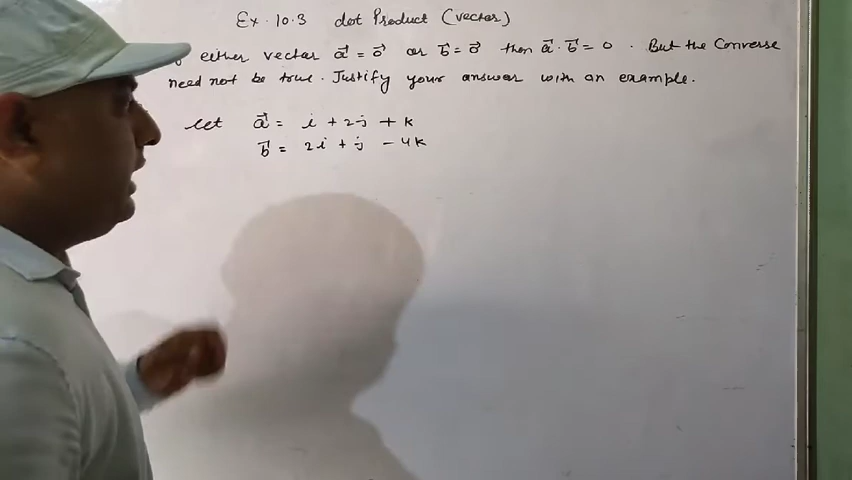 Ex. 10.3 dot Product (vector)
either vector a⃗ = 0⃗ or b⃗ = 0⃗ then a⃗ . b⃗ = 0 . But the Converse
need not be true. Justify your answer with an example.
let a⃗ = i + 2j + k
b⃗ = 2i + j - 4k